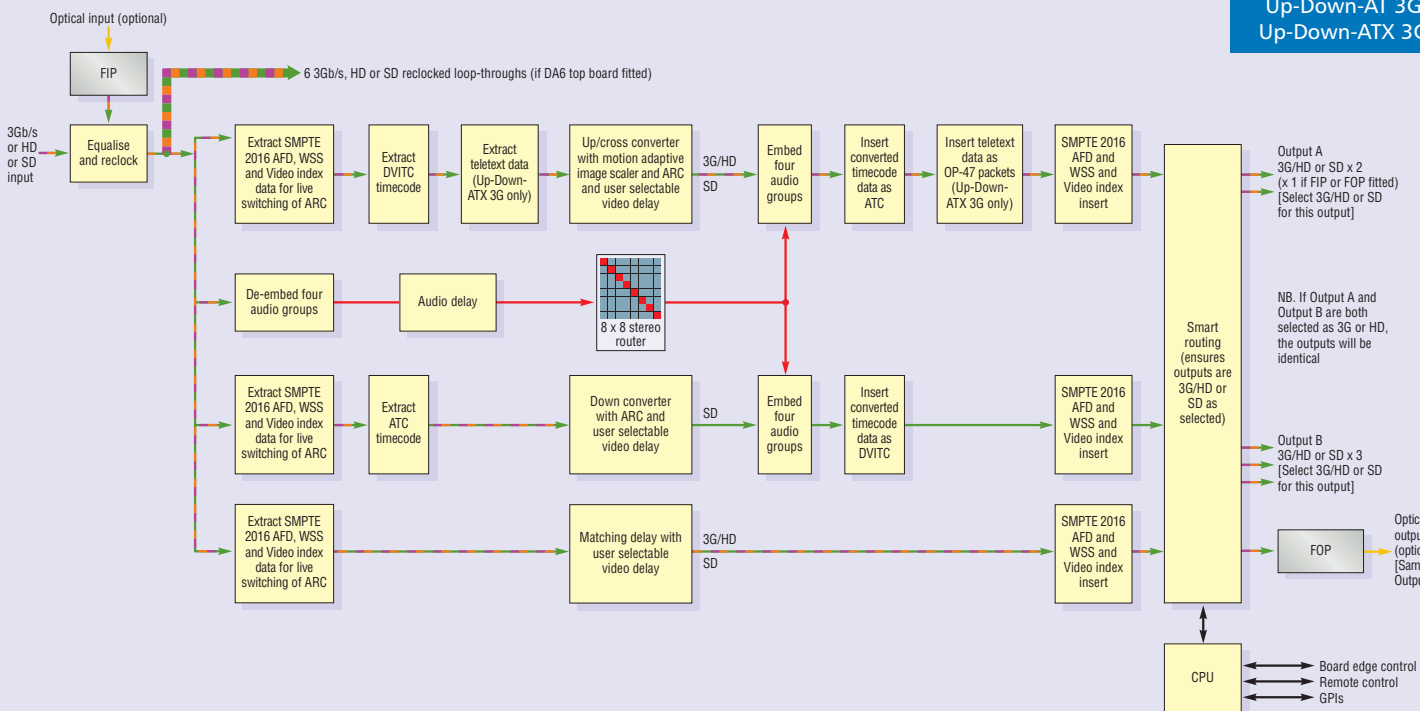 Up-Down-AT 3G
Up-Down-ATX 3G
Optical input (optional)
FIP
6 3Gb/s, HD or SD reclocked loop-throughs (if DA6 top board fitted)
3Gb/s
or HD
or SD
input
Equalise
and reclock
Extract SMPTE
2016 AFD, WSS
and Video index
data for live
switching of ARC
Extract
DVITC
timecode
Extract
teletext data
(Up-Down-
ATX 3G only)
Up/cross converter
with motion adaptive
image scaler and ARC
and user selectable
video delay
3G/HD
SD
Embed
four
audio
groups
Insert
converted
timecode
data as
ATC
Insert teletext
data as
OP-47 packets
(Up-Down-
ATX 3G only)
SMPTE 2016
AFD and
WSS and
Video index
insert
Output A
3G/HD or SD x 2
(x 1 if FIP or FOP fitted)
[Select 3G/HD or SD
for this output]
De-embed four
audio groups
Audio delay
8 x 8 stereo
router
Smart
routing
(ensures
outputs are
3G/HD or
SD as
selected)
NB. If Output A and
Output B are both
selected as 3G or HD,
the outputs will be
identical
Extract SMPTE
2016 AFD, WSS
and Video index
data for live
switching of ARC
Extract
ATC
timecode
Down converter
with ARC and
user selectable
video delay
SD
Embed
four
audio
groups
Insert
converted
timecode
data as
DVITC
SMPTE 2016
AFD and
WSS and
Video index
insert
Output B
3G/HD or SD x 3
[Select 3G/HD or SD
for this output]
Extract SMPTE
2016 AFD, WSS
and Video index
data for live
switching of ARC
Matching delay with
user selectable
video delay
3G/HD
SD
SMPTE 2016
AFD and
WSS and
Video index
insert
FOP
CPU
Board edge control
Remote control
GPIs